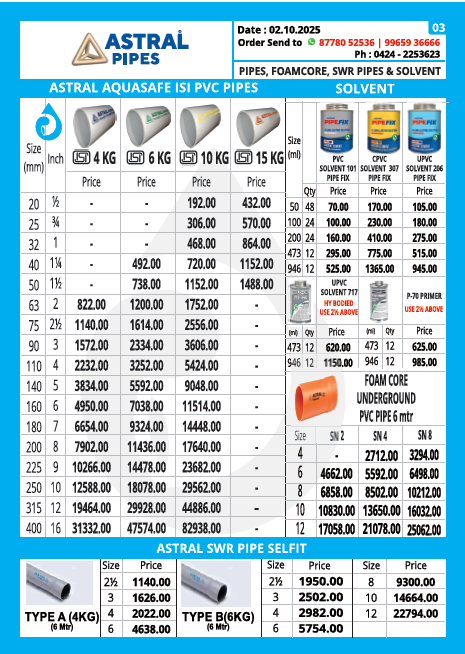 ASTRAL PIPES
03
Date : 02.10.2025
Order Send to 87780 52536 | 99659 36666
Ph : 0424 - 2253623
PIPES, FOAMCORE, SWR PIPES & SOLVENT
ASTRAL AQUASAFE ISI PVC PIPES
Size (mm) Inch 4 KG 6 KG 10 KG 15 KG
Price Price Price Price
20 ½ - - 192.00 432.00
25 ¾ - - 306.00 570.00
32 1 - - 468.00 864.00
40 1¼ - 492.00 720.00 1152.00
50 1½ - 738.00 1152.00 1488.00
63 2 822.00 1200.00 1752.00 -
75 2½ 1140.00 1614.00 2556.00 -
90 3 1572.00 2334.00 3606.00 -
110 4 2232.00 3252.00 5424.00 -
140 5 3834.00 5592.00 9048.00 -
160 6 4950.00 7038.00 11514.00 -
180 7 6654.00 9324.00 14448.00 -
200 8 7902.00 11436.00 17640.00 -
225 9 10266.00 14478.00 23682.00 -
250 10 12588.00 18078.00 29562.00 -
315 12 19464.00 29928.00 44886.00 -
400 16 31332.00 47574.00 82938.00 -
SOLVENT
PIPEFIX PIPEFIX PIPEFIX
Size (ml) Qty PVC SOLVENT 101 PIPE FIX CPVC SOLVENT 307 PIPE FIX UPVC SOLVENT 206 PIPE FIX
Price Price Price
50 48 70.00 170.00 105.00
100 24 100.00 230.00 180.00
200 24 160.00 410.00 275.00
473 12 295.00 775.00 515.00
946 12 525.00 1365.00 945.00
UPVC SOLVENT 717 HY BODIED USE 2½ ABOVE
P-70 PRIMER USE 2½ ABOVE
(ml) Qty Price (ml) Qty Price
473 12 620.00 473 12 625.00
946 12 1150.00 946 12 985.00
FOAM CORE
UNDERGROUND
PVC PIPE 6 mtr
Size SN 2 SN 4 SN 8
4 - 2712.00 3294.00
6 4662.00 5592.00 6498.00
8 6858.00 8502.00 10212.00
10 10830.00 13650.00 16032.00
12 17058.00 21078.00 25062.00
ASTRAL SWR PIPE SELFIT
TYPE A (4KG)
(6 Mtr)
Size Price
2½ 1140.00
3 1626.00
4 2022.00
6 4638.00
TYPE B(6KG)
(6 Mtr)
Size Price Size Price
2½ 1950.00 8 9300.00
3 2502.00 10 14664.00
4 2982.00 12 22794.00
6 5754.00